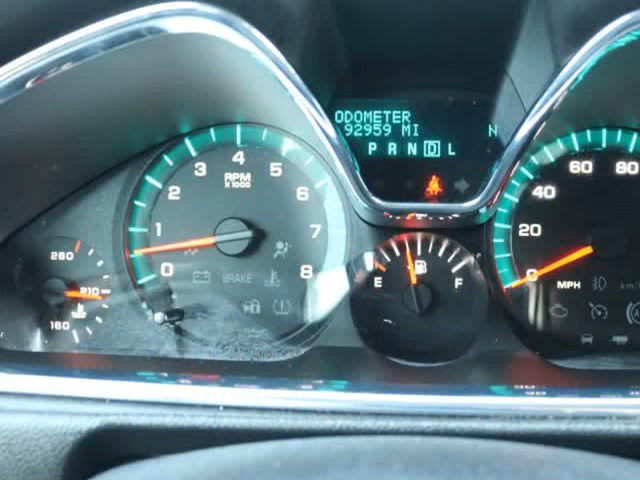 ODOMETER
92959 MI N
P R N D L
4
3 5
2 RPM 6
X1000
1 7
0 BRAKE 8
260
210
160
E F
60 80
40
20
0 MPH km/